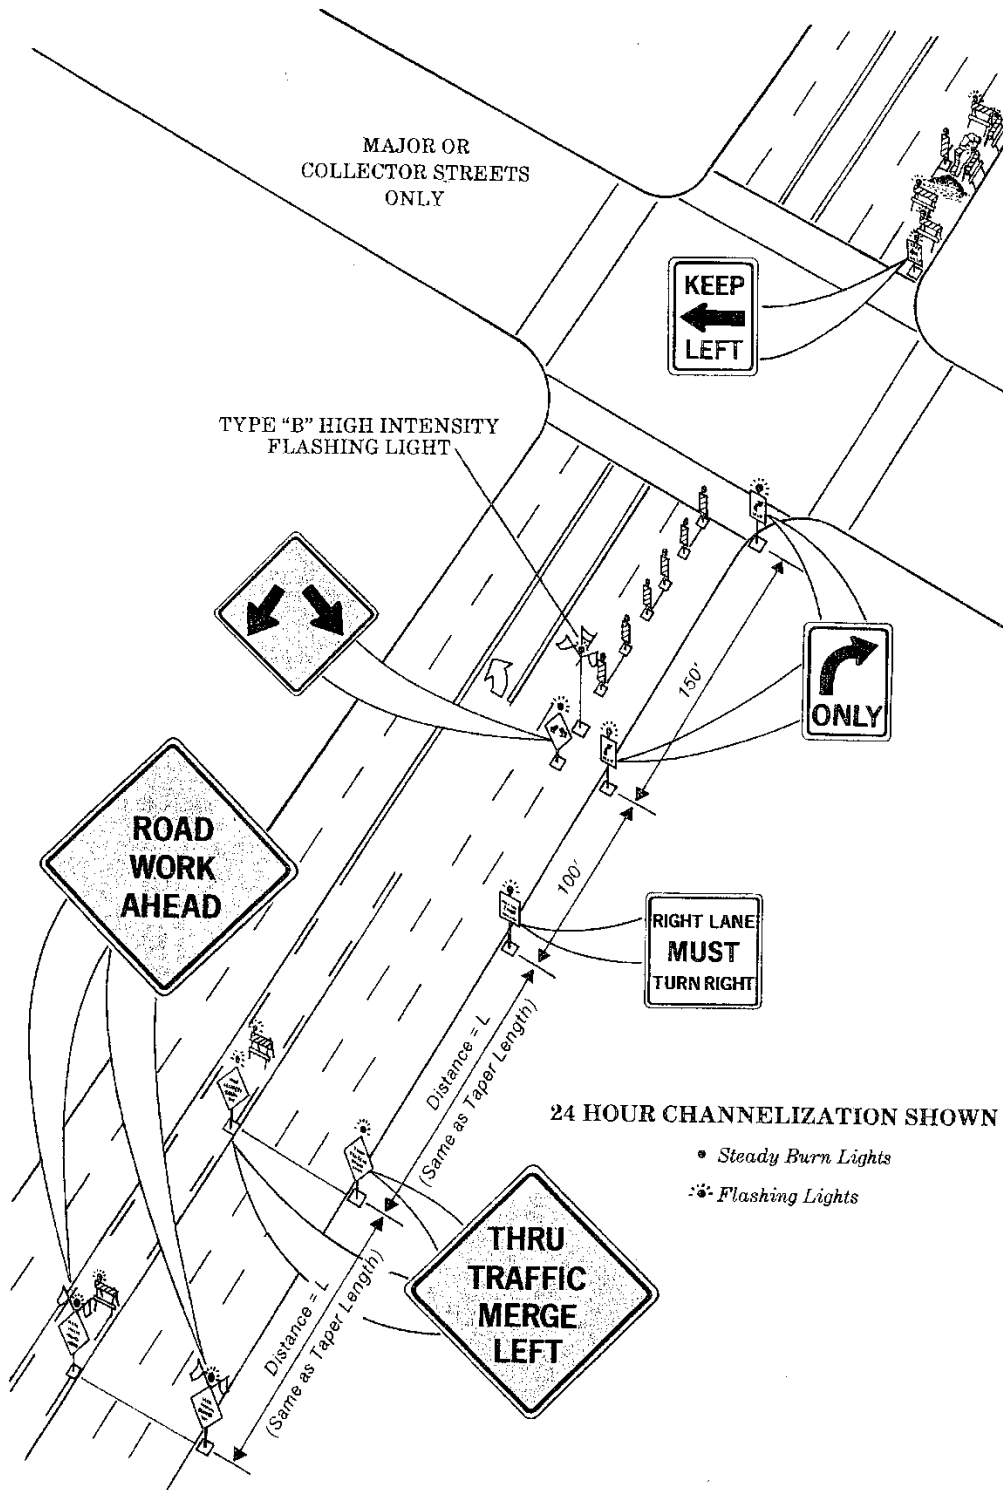 MAJOR OR
COLLECTOR STREETS
ONLY
KEEP
LEFT
TYPE “B” HIGH INTENSITY
FLASHING LIGHT
150'
ONLY
ROAD
WORK
AHEAD
100'
RIGHT LANE
MUST
TURN RIGHT
Distance = L
(Same as Taper Length)
24 HOUR CHANNELIZATION SHOWN
Steady Burn Lights
Flashing Lights
THRU
TRAFFIC
MERGE
LEFT
Distance = L
(Same as Taper Length)